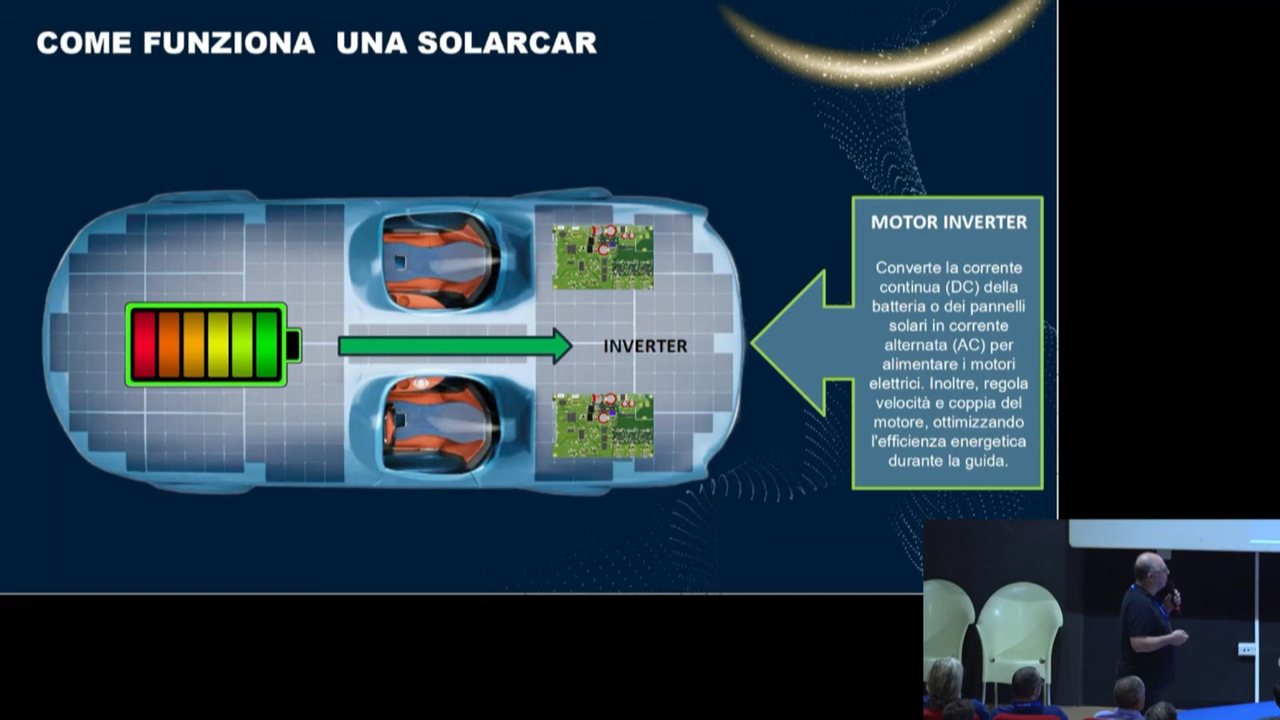 COME FUNZIONA UNA SOLARCAR
MOTOR INVERTER
Converte la corrente
continua (DC) della
batteria o dei pannelli
solari in corrente
alternata (AC) per
alimentare i motori
elettrici. Inoltre, regola
velocità e coppia del
motore, ottimizzando
l'efficienza energetica
durante la guida.
INVERTER